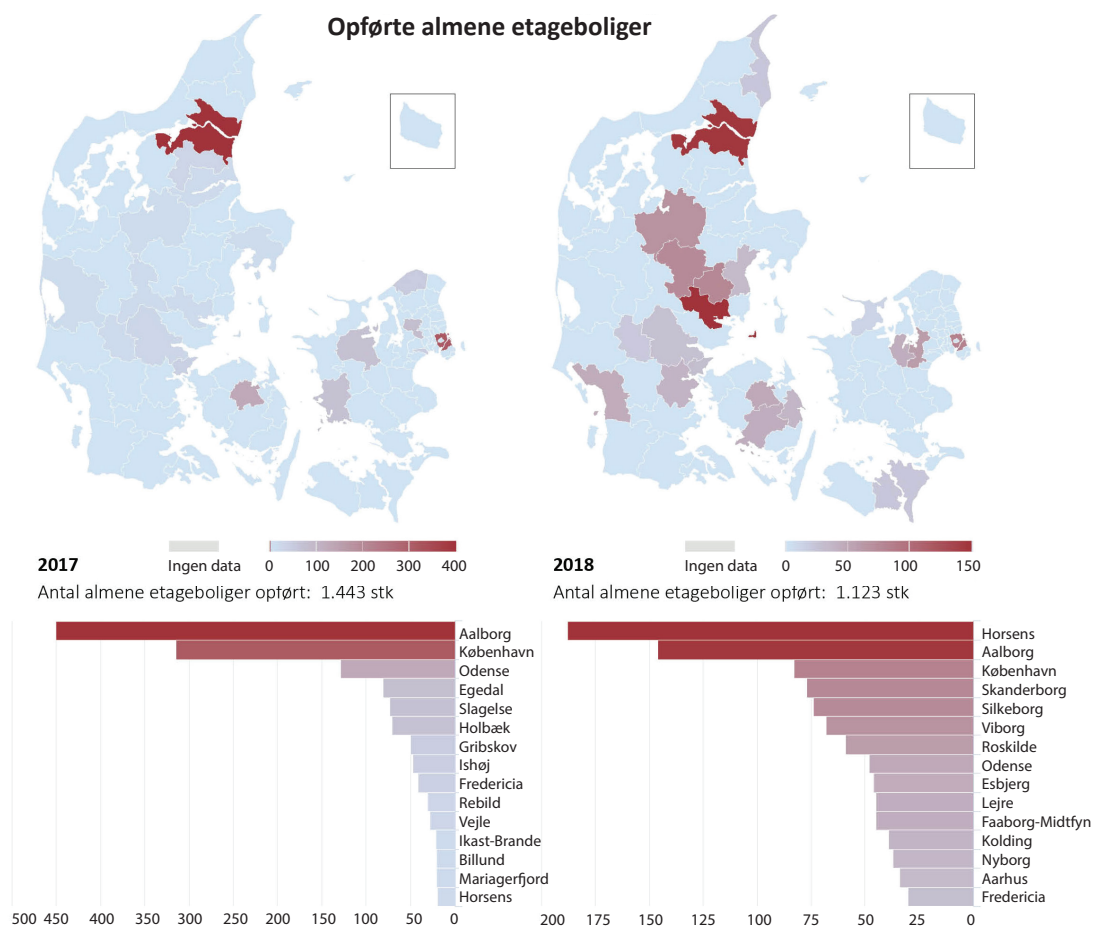 Opførte almene etageboliger
2017
Ingen data
0 100 200 300 400
Antal almene etageboliger opført: 1.443 stk
Aalborg
København
Odense
Egedal
Slagelse
Holbæk
Gribskov
Ishøj
Fredericia
Rebild
Vejle
Ikast-Brande
Billund
Mariagerfjord
Horsens
500 450 400 350 300 250 200 150 100 50 0
2018
Ingen data
0 50 100 150
Antal almene etageboliger opført: 1.123 stk
Horsens
Aalborg
København
Skanderborg
Silkeborg
Viborg
Roskilde
Odense
Esbjerg
Lejre
Faaborg-Midtfyn
Kolding
Nyborg
Aarhus
Fredericia
200 175 150 125 100 75 50 25 0